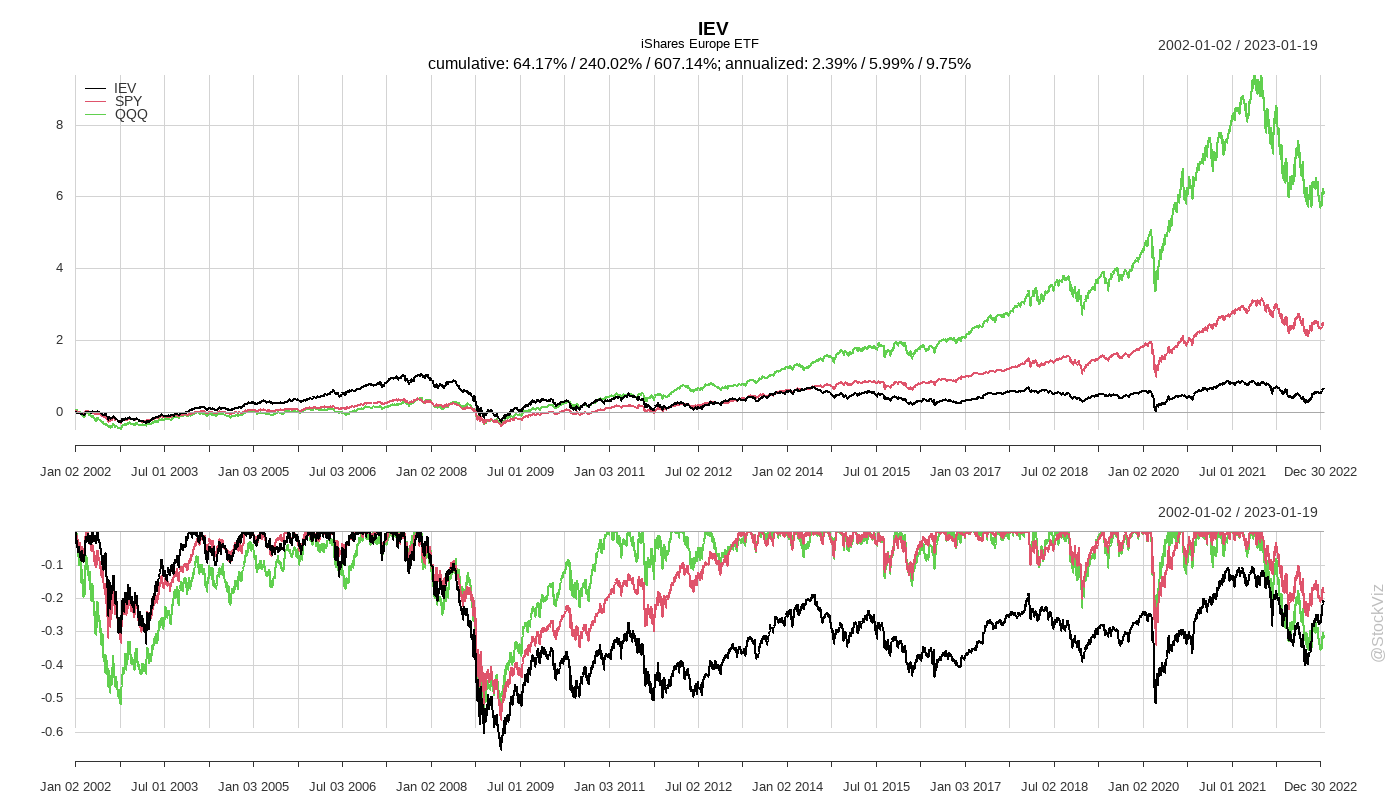 IEV
iShares Europe ETF
2002-01-02 / 2023-01-19
cumulative: 64.17% / 240.02% / 607.14%; annualized: 2.39% / 5.99% / 9.75%
IEV
SPY
QQQ
8
6
4
2
0
Jan 02 2002 Jul 01 2003 Jan 03 2005 Jul 03 2006 Jan 02 2008 Jul 01 2009 Jan 03 2011 Jul 02 2012 Jan 02 2014 Jul 01 2015 Jan 03 2017 Jul 02 2018 Jan 02 2020 Jul 01 2021 Dec 30 2022
2002-01-02 / 2023-01-19
-0.1
-0.2
-0.3
-0.4
-0.5
-0.6
Jan 02 2002 Jul 01 2003 Jan 03 2005 Jul 03 2006 Jan 02 2008 Jul 01 2009 Jan 03 2011 Jul 02 2012 Jan 02 2014 Jul 01 2015 Jan 03 2017 Jul 02 2018 Jan 02 2020 Jul 01 2021 Dec 30 2022
@StockViz